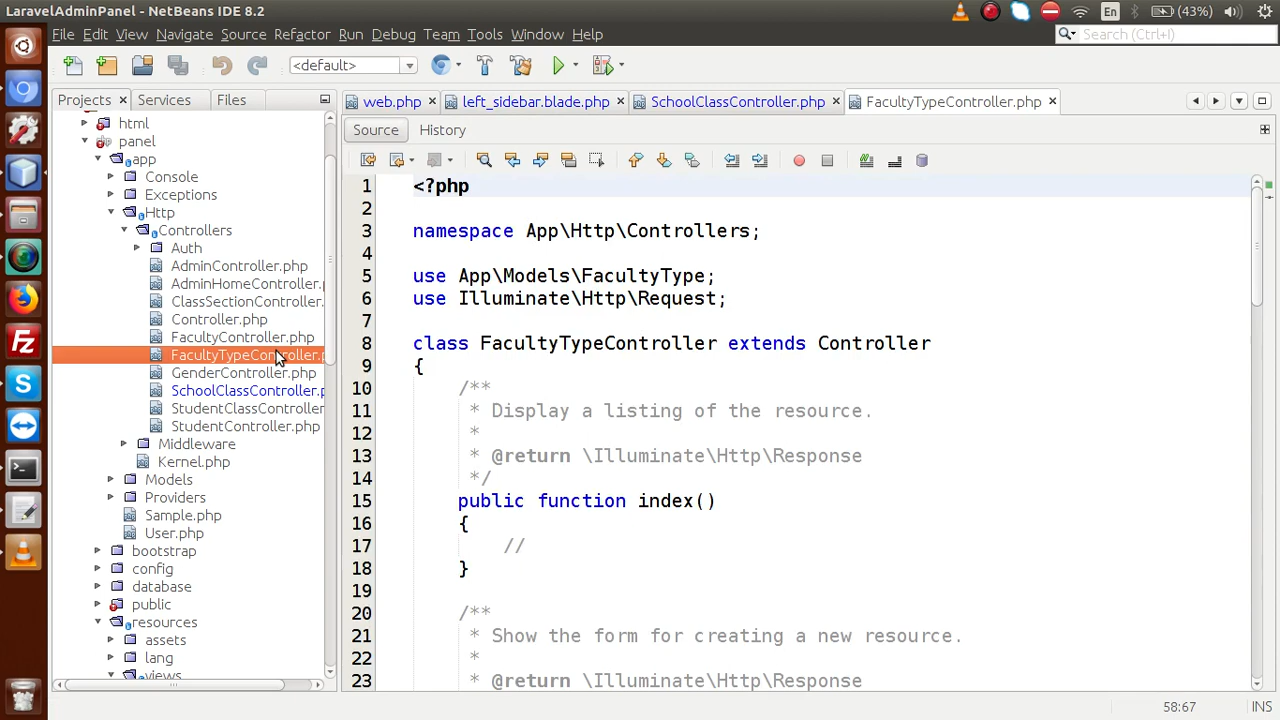 LaravelAdminPanel - NetBeans IDE 8.2
En
(43%)
File Edit View Navigate Source Refactor Run Debug Team Tools Window Help
Search (Ctrl+I)
<default>
Projects
Services
Files
web.php
left_sidebar.blade.php
SchoolClassController.php
FacultyTypeController.php
Source
History
html
panel
app
Console
Exceptions
Http
Controllers
Auth
AdminController.php
AdminHomeController.
ClassSectionController.
Controller.php
FacultyController.php
FacultyTypeController.p
GenderController.php
SchoolClassController.p
StudentClassController
StudentController.php
Middleware
Kernel.php
Models
Providers
Sample.php
User.php
bootstrap
config
database
public
resources
assets
lang
views
1 <?php
2
3 namespace App\Http\Controllers;
4
5 use App\Models\FacultyType;
6 use Illuminate\Http\Request;
7
8 class FacultyTypeController extends Controller
9 {
10 /**
11 * Display a listing of the resource.
12 *
13 * @return \Illuminate\Http\Response
14 */
15 public function index()
16 {
17 //
18 }
19
20 /**
21 * Show the form for creating a new resource.
22 *
23 * @return \Illuminate\Http\Response
58:67
INS